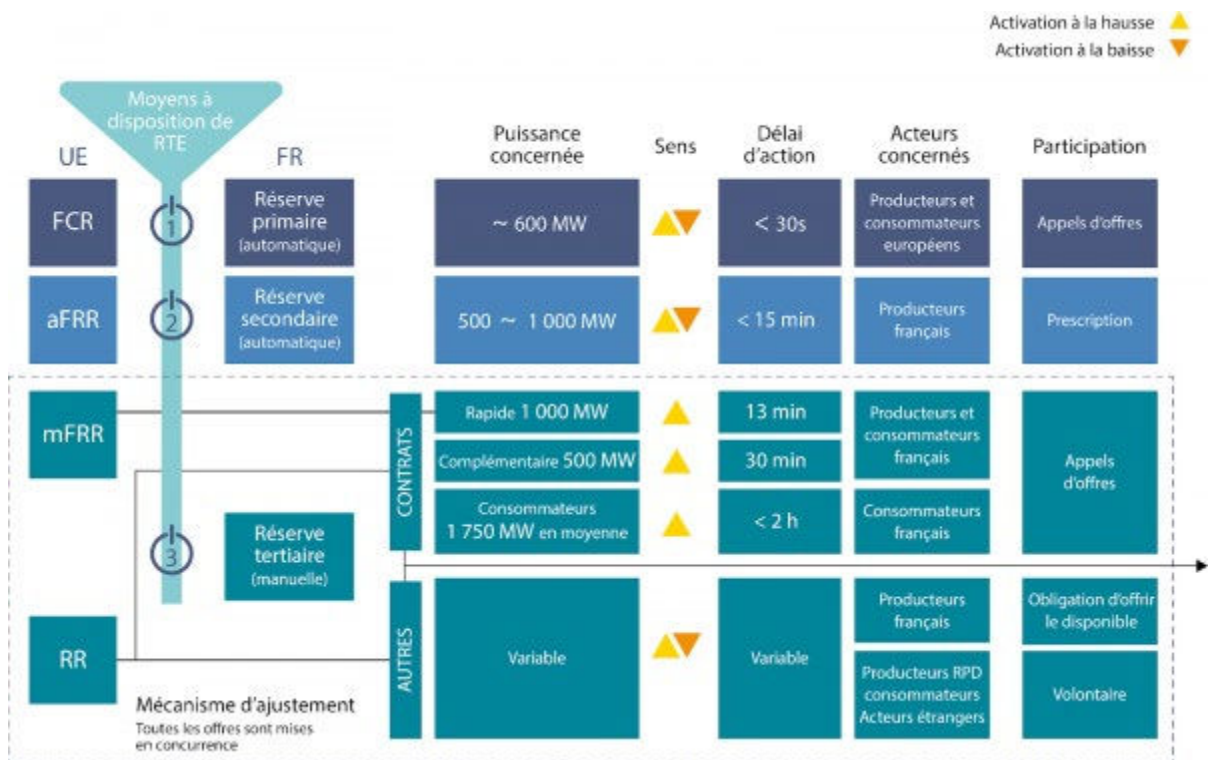 Activation à la hausse
Activation à la baisse
Moyens à
disposition de
RTE
UE
FR
Puissance
concernée
Sens
Délai
d'action
Acteurs
concernés
Participation
FCR
1
Réserve
primaire
(automatique)
~ 600 MW
< 30s
Producteurs et
consommateurs
européens
Appels d'offres
aFRR
2
Réserve
secondaire
(automatique)
500 ~ 1 000 MW
< 15 min
Producteurs
français
Prescription
mFRR
CONTRATS
Rapide 1 000 MW
13 min
Producteurs et
consommateurs
français
Complémentaire 500 MW
30 min
Appels
d'offres
Consommateurs
1 750 MW en moyenne
< 2 h
Consommateurs
français
3
Réserve
tertiaire
(manuelle)
RR
AUTRES
Variable
Variable
Producteurs
français
Obligation d'offrir
le disponible
Producteurs RPD
consommateurs
Acteurs étrangers
Volontaire
Mécanisme d'ajustement
Toutes les offres sont mises
en concurrence